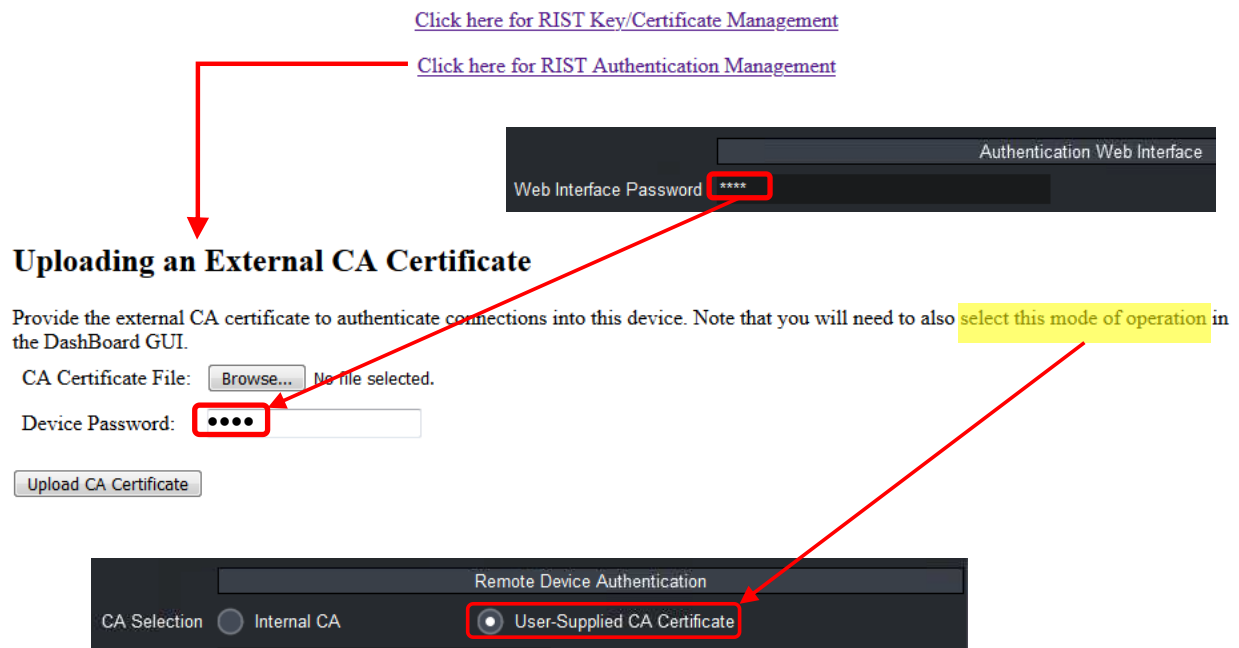 Click here for RIST Key/Certificate Management
Click here for RIST Authentication Management
Authentication Web Interface
Web Interface Password ****
Uploading an External CA Certificate
Provide the external CA certificate to authenticate connections into this device. Note that you will need to also select this mode of operation in
the DashBoard GUI.
CA Certificate File: Browse... No file selected.
Device Password: ●●●●
Upload CA Certificate
Remote Device Authentication
CA Selection Internal CA User-Supplied CA Certificate